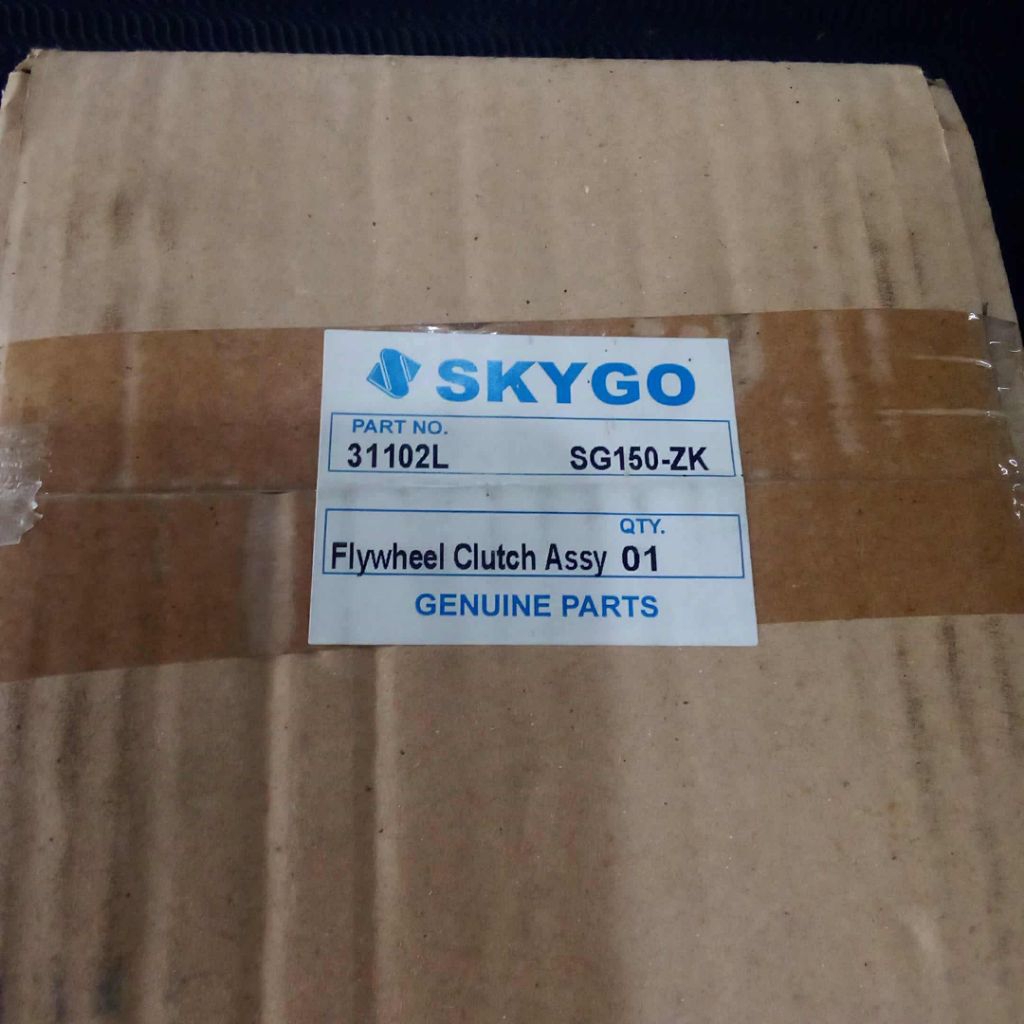 SKYGO
PART NO.
31102L SG150-ZK
QTY.
Flywheel Clutch Assy 01
GENUINE PARTS